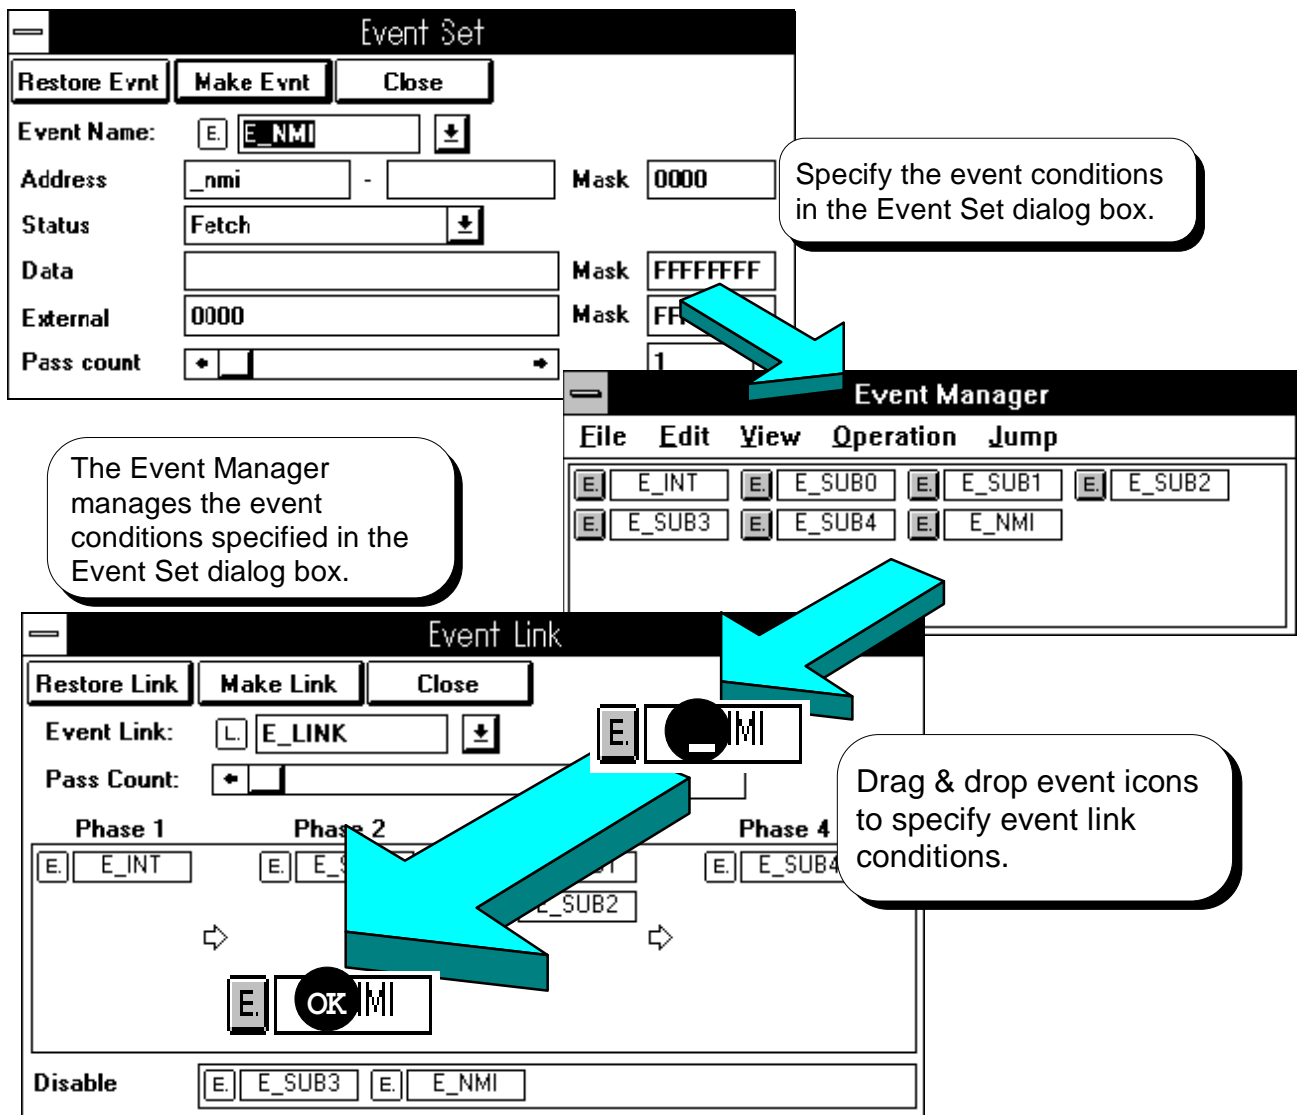 Event Set
Restore Evnt Make Evnt Close
Event Name: E. E_NMI
Address _nmi - Mask 0000
Status Fetch
Data Mask FFFFFFFF
External 0000 Mask
Pass count 1
Specify the event conditions
in the Event Set dialog box.
Event Manager
File Edit View Operation Jump
E. E_INT E. E_SUB0 E. E_SUB1 E. E_SUB2
E. E_SUB3 E. E_SUB4 E. E_NMI
The Event Manager
manages the event
conditions specified in the
Event Set dialog box.
Event Link
Restore Link Make Link Close
Event Link: L. E_LINK
Pass Count:
E.
Drag & drop event icons
to specify event link
conditions.
Phase 1 Phase 2 Phase 4
E. E_INT E. E. E_SUB4
E_SUB2
E. OK
Disable E. E_SUB3 E. E_NMI